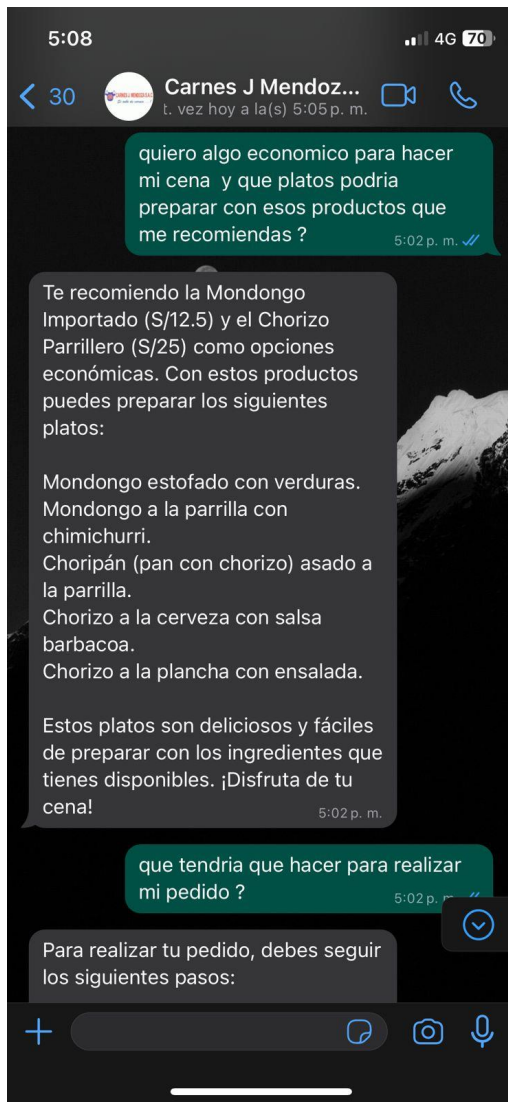 5:08
4G 70
30
Carnes J Mendoz...
t. vez hoy a la(s) 5:05 p. m.
quiero algo economico para hacer
mi cena y que platos podria
preparar con esos productos que
me recomiendas ?
5:02 p. m.
Te recomiendo la Mondongo
Importado (S/12.5) y el Chorizo
Parrillero (S/25) como opciones
económicas. Con estos productos
puedes preparar los siguientes
platos:
Mondongo estofado con verduras.
Mondongo a la parrilla con
chimichurri.
Choripán (pan con chorizo) asado a
la parrilla.
Chorizo a la cerveza con salsa
barbacoa.
Chorizo a la plancha con ensalada.
Estos platos son deliciosos y fáciles
de preparar con los ingredientes que
tienes disponibles. ¡Disfruta de tu
cena!
5:02 p. m.
que tendria que hacer para realizar
mi pedido ?
5:02 p.
Para realizar tu pedido, debes seguir
los siguientes pasos: